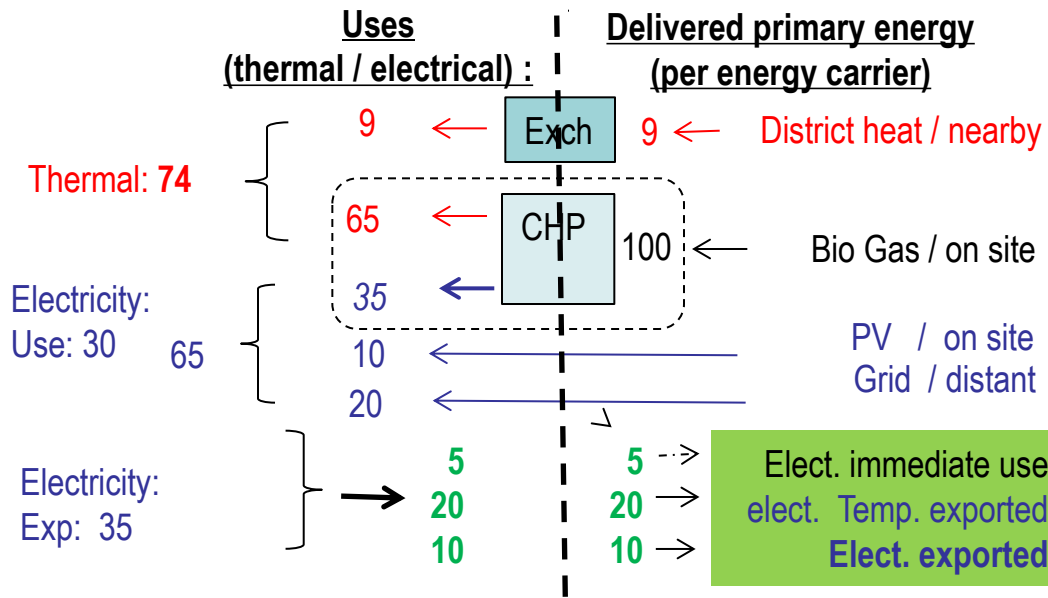 Uses
(thermal / electrical) :
Delivered primary energy
(per energy carrier)
9
Exch
9
District heat / nearby
Thermal: 74
65
CHP
100
Bio Gas / on site
35
Electricity:
Use: 30
65
10
PV / on site
20
Grid / distant
5
5
Elect. immediate use
Electricity:
Exp: 35
20
20
elect. Temp. exported
10
10
Elect. exported